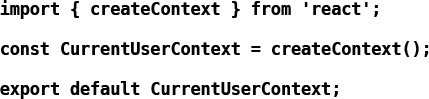 import { createContext } from 'react';
const CurrentUserContext = createContext();
export default CurrentUserContext;